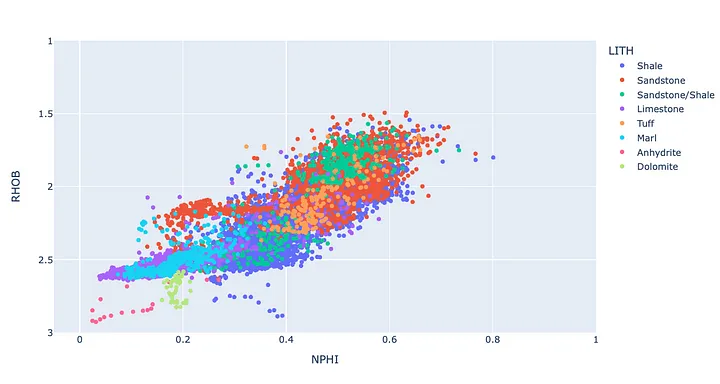 1
1.5
2
2.5
3
RHOB
0
0.2
0.4
0.6
0.8
1
NPHI
LITH
Shale
Sandstone
Sandstone/Shale
Limestone
Tuff
Marl
Anhydrite
Dolomite